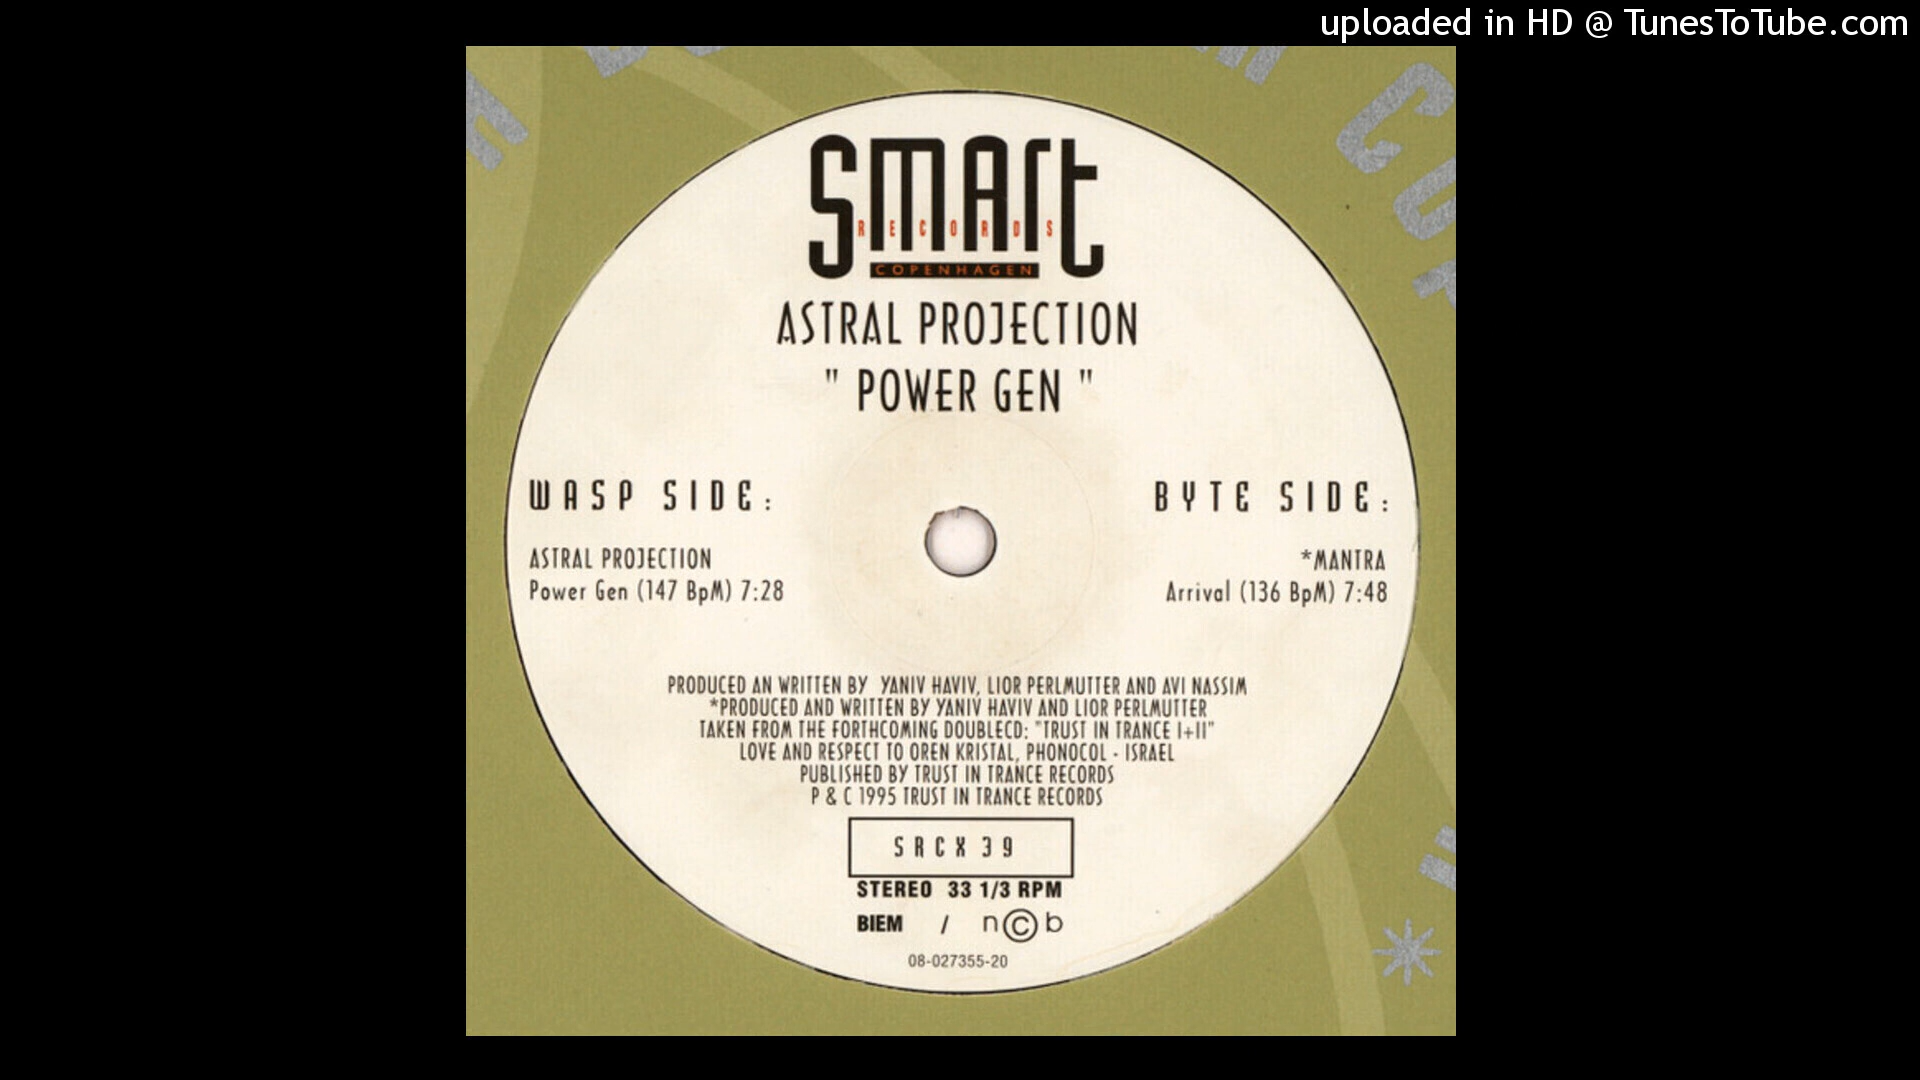 uploaded in HD @ TunesToTube.com
smart
RECORDS
COPENHAGEN
ASTRAL PROJECTION
" POWER GEN "
WASP SIDE:
ASTRAL PROJECTION
Power Gen (147 BpM) 7:28
BYTE SIDE:
*MANTRA
Arrival (136 BpM) 7:48
PRODUCED AN WRITTEN BY YANIV HAVIV, LIOR PERLMUTTER AND AVI NASSIM
*PRODUCED AND WRITTEN BY YANIV HAVIV AND LIOR PERLMUTTER
TAKEN FROM THE FORTHCOMING DOUBLECD: "TRUST IN TRANCE I+II"
LOVE AND RESPECT TO OREN KRISTAL, PHONOCOL - ISRAEL
PUBLISHED BY TRUST IN TRANCE RECORDS
P & C 1995 TRUST IN TRANCE RECORDS
SRCX 39
STEREO 33 1/3 RPM
BIEM / n©b
08-027355-20